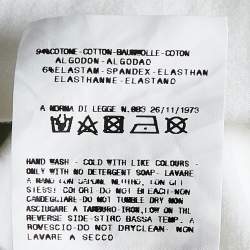 94%COTONE-COTTON-BAUMWOLLE-COTON
ALGODON-ALGODAO
6%ELASTAM-SPANDEX-ELASTHAN
ELASTHANNE-ELASTANO
A NORMA DI LEGGE N.883 26/11/1973
HAND WASH - COLD WITH LIKE COLOURS -
ONLY WITH NO DETERGENT SOAP- LAVARE
A MANO CON SAPONE NEUTRO, CON GLI
STESSI COLORI DO NOT BLEACH-NON
CANDEGGIARE-DO NOT TUMBLE DRY NON
ASCIUGARE A TAMBURO-IRON,LOW ON THE
REVERSE SIDE-STIRO BASSA TEMP. A
ROVESCIO-DO NOT DRYCLEAN- NON
LAVARE A SECCO